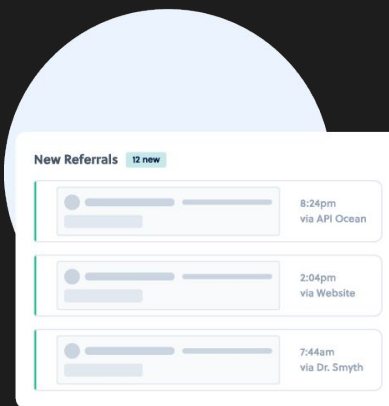 New Referrals 12 new
8:24pm
via API Ocean
2:04pm
via Website
7:44am
via Dr. Smyth